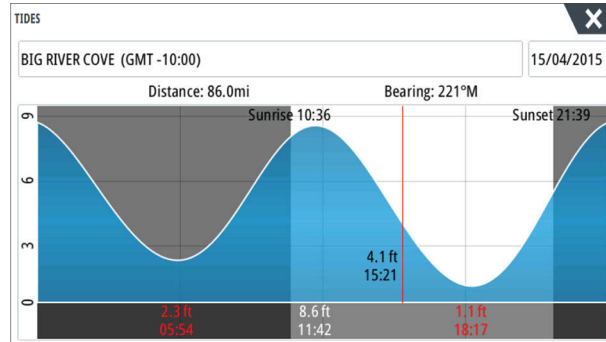 TIDES
X
BIG RIVER COVE (GMT -10:00)
15/04/2015
Distance: 86.0mi
Bearing: 221°M
Sunrise 10:36
Sunset 21:39
9
6
3
0
4.1 ft
15:21
2.3 ft
05:54
8.6 ft
11:42
1.1 ft
18:17